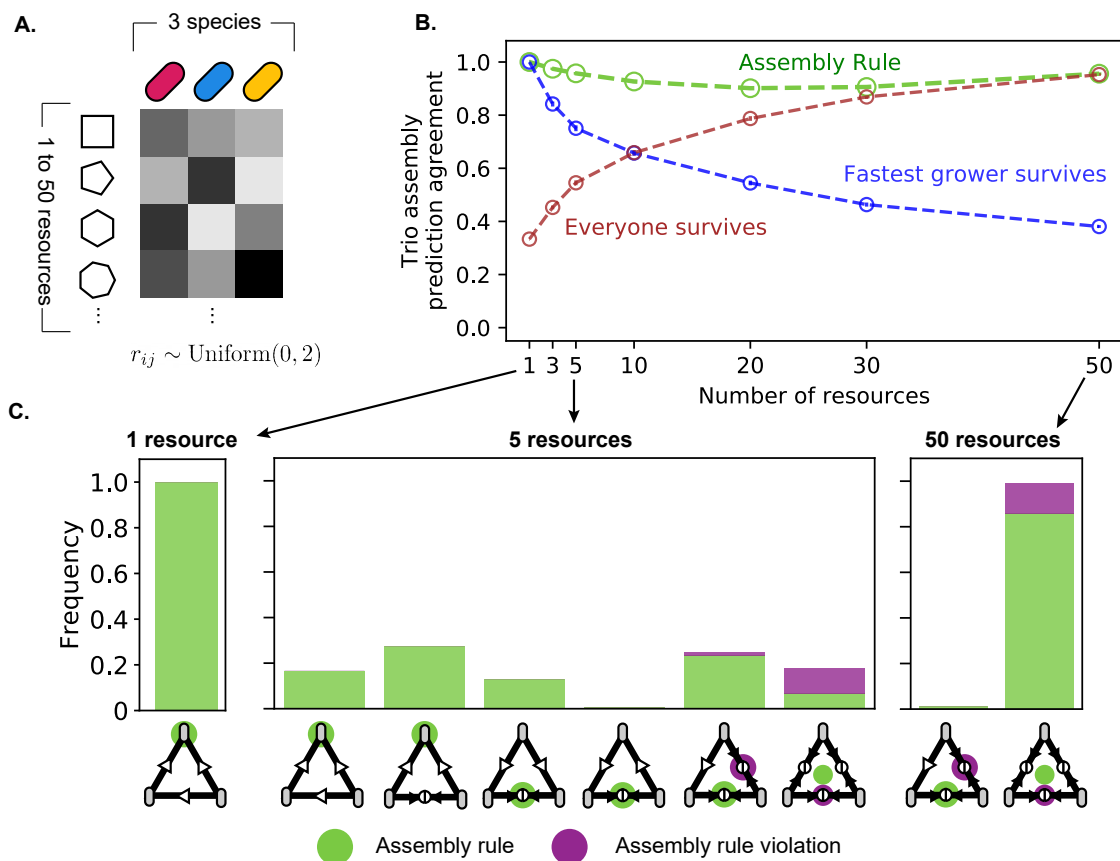 A.
3 species
1 to 50 resources
⋮
⋮
r_{ij} ∼ Uniform(0, 2)
B.
Trio assembly
prediction agreement
1.0
0.8
0.6
0.4
0.2
0.0
Assembly Rule
Fastest grower survives
Everyone survives
1 3 5 10 20 30 50
Number of resources
C.
1 resource
5 resources
50 resources
Frequency
1.0
0.8
0.6
0.4
0.2
0
Assembly rule
Assembly rule violation